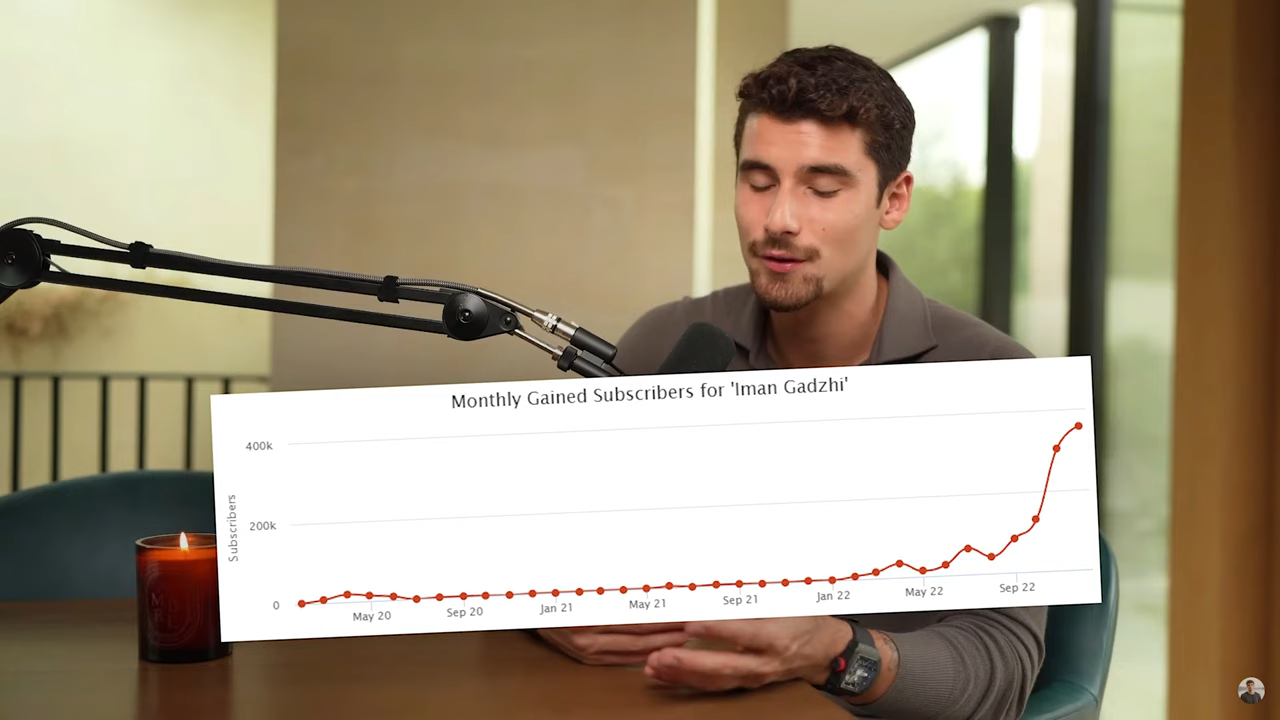 Monthly Gained Subscribers for 'Iman Gadzhi'
Subscribers
400k
200k
0
May 20
Sep 20
Jan 21
May 21
Sep 21
Jan 22
May 22
Sep 22